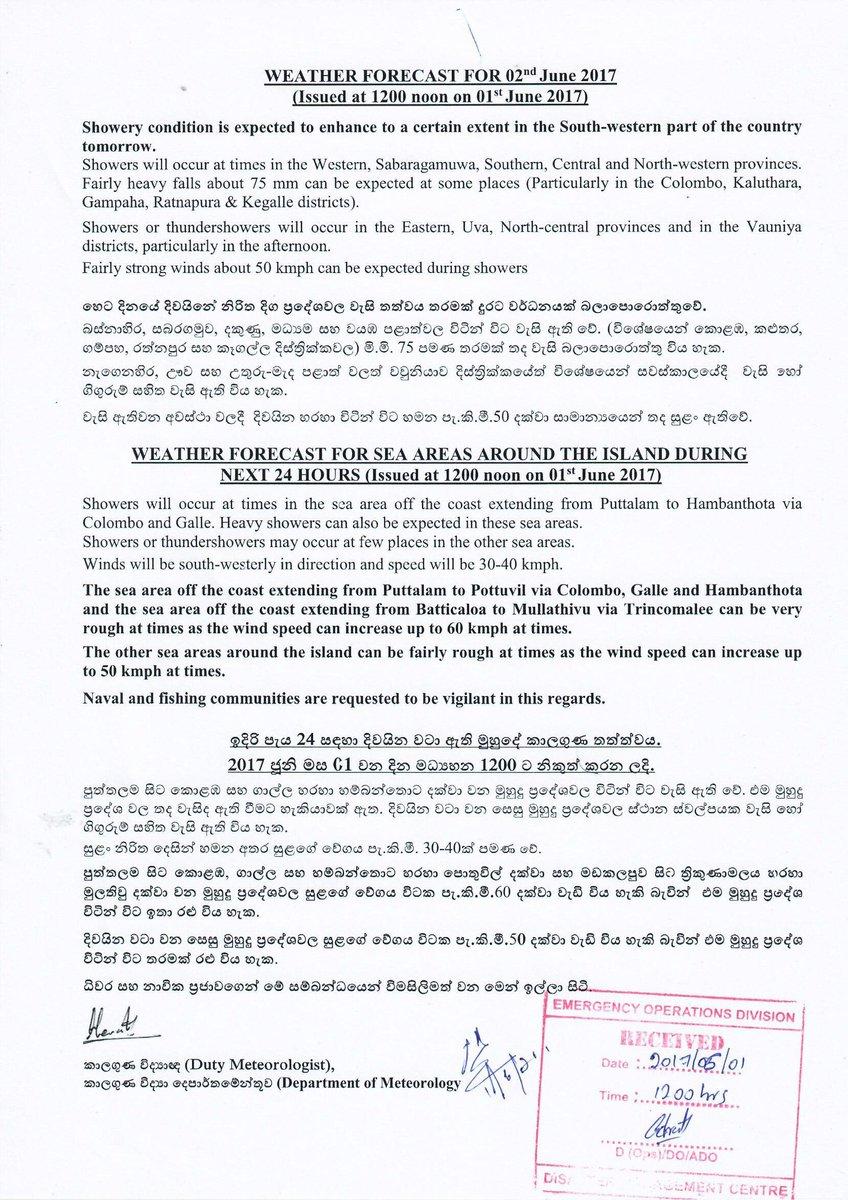 WEATHER FORECAST FOR 02nd June 2017
(Issued at 1200 noon on 01st June 2017)
Showery condition is expected to enhance to a certain extent in the South-western part of the country
tomorrow.
Showers will occur at times in the Western, Sabaragamuwa, Southern, Central and North-western provinces.
Fairly heavy falls about 75 mm can be expected at some places (Particularly in the Colombo, Kaluthara,
Gampaha, Ratnapura & Kegalle districts).
Showers or thundershowers will occur in the Eastern, Uva, North-central provinces and in the Vauniya
districts, particularly in the afternoon.
Fairly strong winds about 50 kmph can be expected during showers
හෙට දිනයේ දිවයිනේ නිරිත දිග ප්‍රදේශවල වැසි තත්වය තරමක් දුරට වර්ධනයක් බලාපොරොත්තුවේ.
බස්නාහිර, සබරගමුව, දකුණු, මධ්‍යම සහ වයඹ පළාත්වල විටින් විට වැසි ඇති වේ. (විශේෂයෙන් කොළඹ, කළුතර,
ගම්පහ, රත්නපුර සහ කෑගල්ල දිස්ත්‍රික්කවල) මි.මි. 75 පමණ තරමක් තද වැසි බලාපොරොත්තු විය හැක.
නැගෙනහිර, ඌව සහ උතුරු-මැද පළාත් වලත් වවුනියාව දිස්ත්‍රික්කයේත් විශේෂයෙන් සවස්කාලයේදී වැසි හෝ
ගිගුරුම් සහිත වැසි ඇති විය හැක.
වැසි ඇතිවන අවස්ථා වලදී දිවයින හරහා විටින් විට හමන පැ.කි.මී.50 දක්වා සාමාන්‍යයෙන් තද සුළං ඇතිවේ.
WEATHER FORECAST FOR SEA AREAS AROUND THE ISLAND DURING
NEXT 24 HOURS (Issued at 1200 noon on 01st June 2017)
Showers will occur at times in the sea area off the coast extending from Puttalam to Hambanthota via
Colombo and Galle. Heavy showers can also be expected in these sea areas.
Showers or thundershowers may occur at few places in the other sea areas.
Winds will be south-westerly in direction and speed will be 30-40 kmph.
The sea area off the coast extending from Puttalam to Pottuvil via Colombo, Galle and Hambanthota
and the sea area off the coast extending from Batticaloa to Mullathivu via Trincomalee can be very
rough at times as the wind speed can increase up to 60 kmph at times.
The other sea areas around the island can be fairly rough at times as the wind speed can increase up
to 50 kmph at times.
Naval and fishing communities are requested to be vigilant in this regards.
ඉදිරි පැය 24 සඳහා දිවයින වටා ඇති මුහුදේ කාලගුණ තත්ත්වය.
2017 ජූනි මස 01 වන දින මධ්‍යහන 1200 ට නිකුත් කරන ලදි.
පුත්තලම සිට කොළඹ සහ ගාල්ල හරහා හම්බන්තොට දක්වා වන මුහුදු ප්‍රදේශවල විටින් විට වැසි ඇති වේ. එම මුහුදු
ප්‍රදේශ වල තද වැසිද ඇති වීමට හැකියාවක් ඇත. දිවයින වටා වන සෙසු මුහුදු ප්‍රදේශවල ස්ථාන ස්වල්පයක වැසි හෝ
ගිගුරුම් සහිත වැසි ඇති විය හැක.
සුළං නිරිත දෙසින් හමන අතර සුළගේ වේගය පැ.කි.මී. 30-40ක් පමණ වේ.
පුත්තලම සිට කොළඹ, ගාල්ල සහ හම්බන්තොට හරහා පොතුවිල් දක්වා සහ මඩකලපුව සිට ත්‍රිකුණාමලය හරහා
මුලතිවු දක්වා වන මුහුදු ප්‍රදේශවල සුළගේ වේගය විටක පැ.කි.මී.60 දක්වා වැඩි විය හැකි බැවින් එම මුහුදු ප්‍රදේශ
විටින් විට ඉතා රළු විය හැක.
දිවයින වටා වන සෙසු මුහුදු ප්‍රදේශවල සුළගේ වේගය විටක පැ.කි.මී.50 දක්වා වැඩි විය හැකි බැවින් එම මුහුදු ප්‍රදේශ
විටින් විට තරමක් රළු විය හැක.
ධීවර සහ නාවික ප්‍රජාවගෙන් මේ සම්බන්ධයෙන් විමසිලිමත් වන මෙන් ඉල්ලා සිටි.
කාලගුණ විද්‍යාඥ (Duty Meteorologist),
කාලගුණ විද්‍යා දෙපාර්තමේන්තුව (Department of Meteorology
EMERGENCY OPERATIONS DIVISION
RECEIVED
Date : 2017/05/01
Time : 1200 hrs
D (Ops)/DO/ADO
MANAGEMENT CENTRE